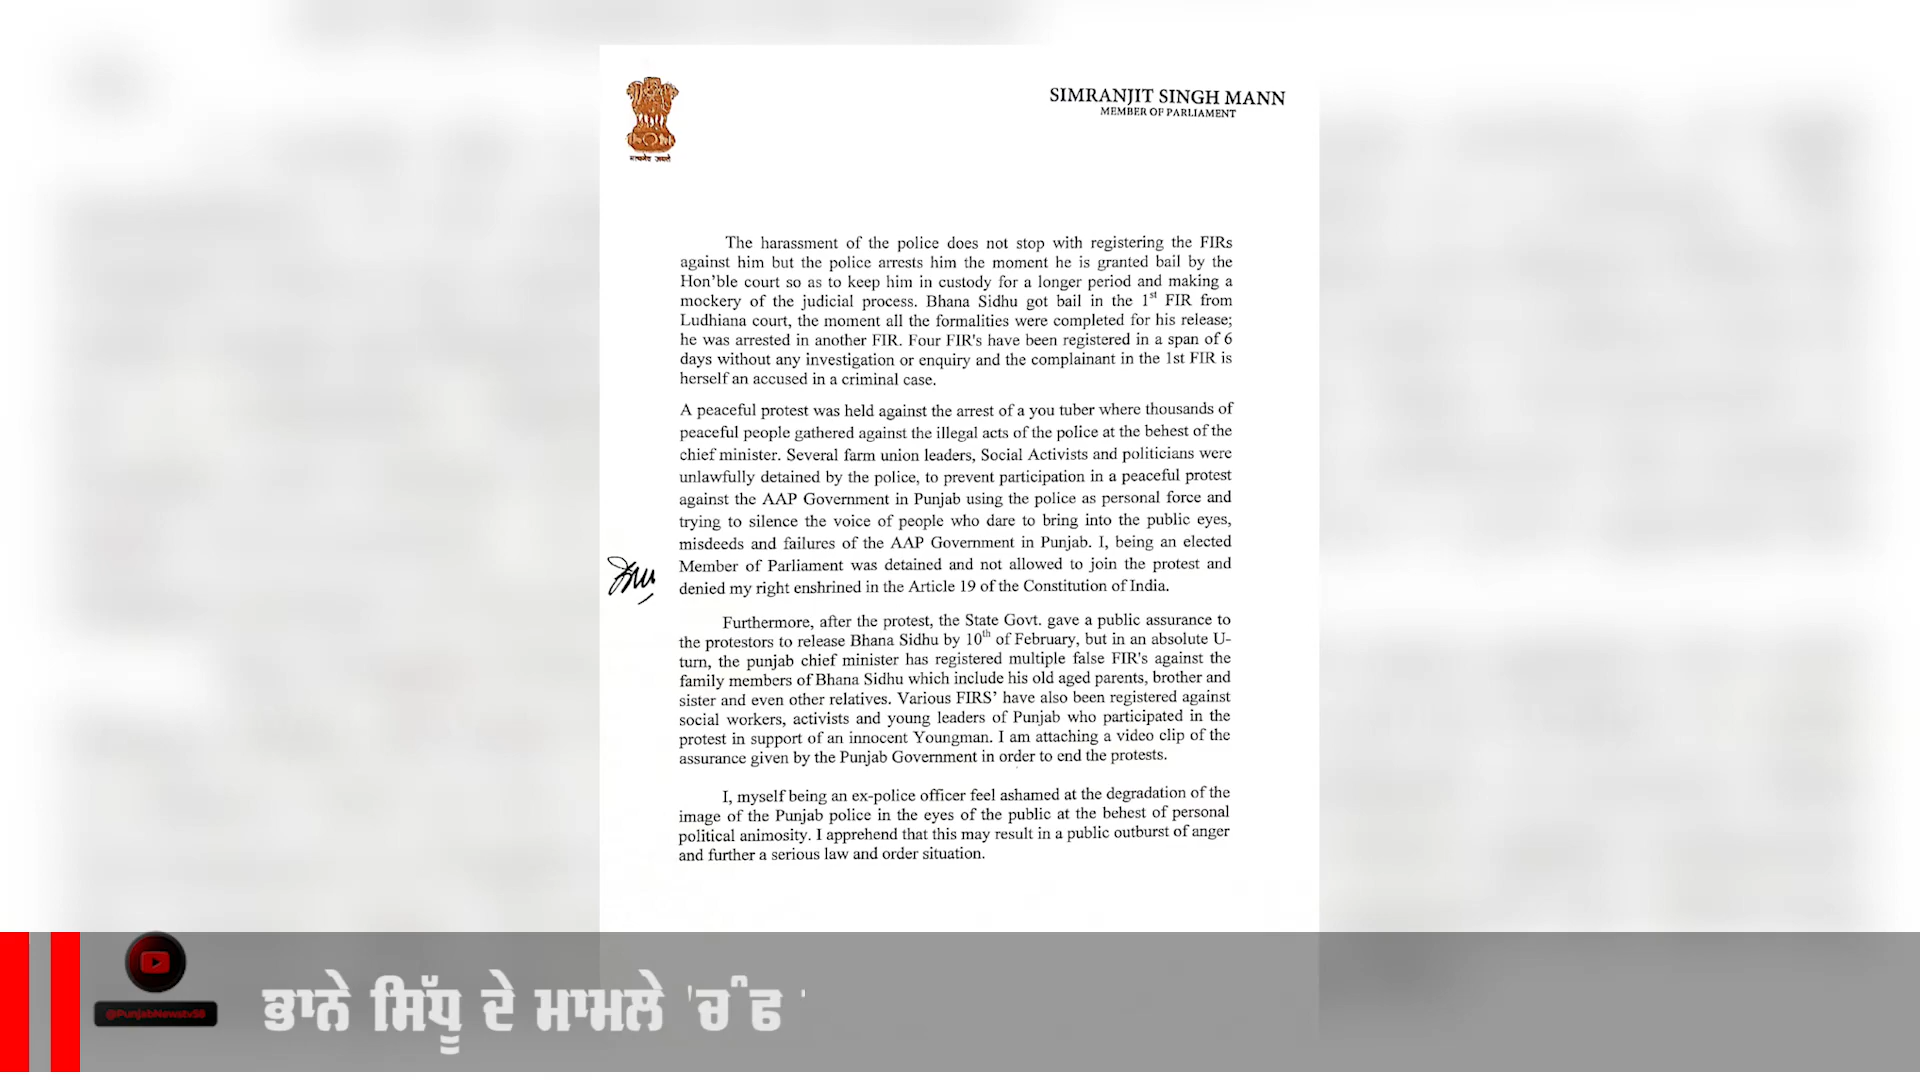 सत्यमेव जयते
SIMRANJIT SINGH MANN
MEMBER OF PARLIAMENT
The harassment of the police does not stop with registering the FIRs
against him but the police arrests him the moment he is granted bail by the
Hon'ble court so as to keep him in custody for a longer period and making a
mockery of the judicial process. Bhana Sidhu got bail in the 1st FIR from
Ludhiana court, the moment all the formalities were completed for his release;
he was arrested in another FIR. Four FIR's have been registered in a span of 6
days without any investigation or enquiry and the complainant in the 1st FIR is
herself an accused in a criminal case.
A peaceful protest was held against the arrest of a you tuber where thousands of
peaceful people gathered against the illegal acts of the police at the behest of the
chief minister. Several farm union leaders, Social Activists and politicians were
unlawfully detained by the police, to prevent participation in a peaceful protest
against the AAP Government in Punjab using the police as personal force and
trying to silence the voice of people who dare to bring into the public eyes,
misdeeds and failures of the AAP Government in Punjab. I, being an elected
Member of Parliament was detained and not allowed to join the protest and
denied my right enshrined in the Article 19 of the Constitution of India.
Furthermore, after the protest, the State Govt. gave a public assurance to
the protestors to release Bhana Sidhu by 10th of February, but in an absolute U-
turn, the punjab chief minister has registered multiple false FIR's against the
family members of Bhana Sidhu which include his old aged parents, brother and
sister and even other relatives. Various FIRS' have also been registered against
social workers, activists and young leaders of Punjab who participated in the
protest in support of an innocent Youngman. I am attaching a video clip of the
assurance given by the Punjab Government in order to end the protests.
I, myself being an ex-police officer feel ashamed at the degradation of the
image of the Punjab police in the eyes of the public at the behest of personal
political animosity. I apprehend that this may result in a public outburst of anger
and further a serious law and order situation.
@PunjabNewstv56
ਭਾਨੇ ਸਿੱਧੂ ਦੇ ਮਾਮਲੇ 'ਚ